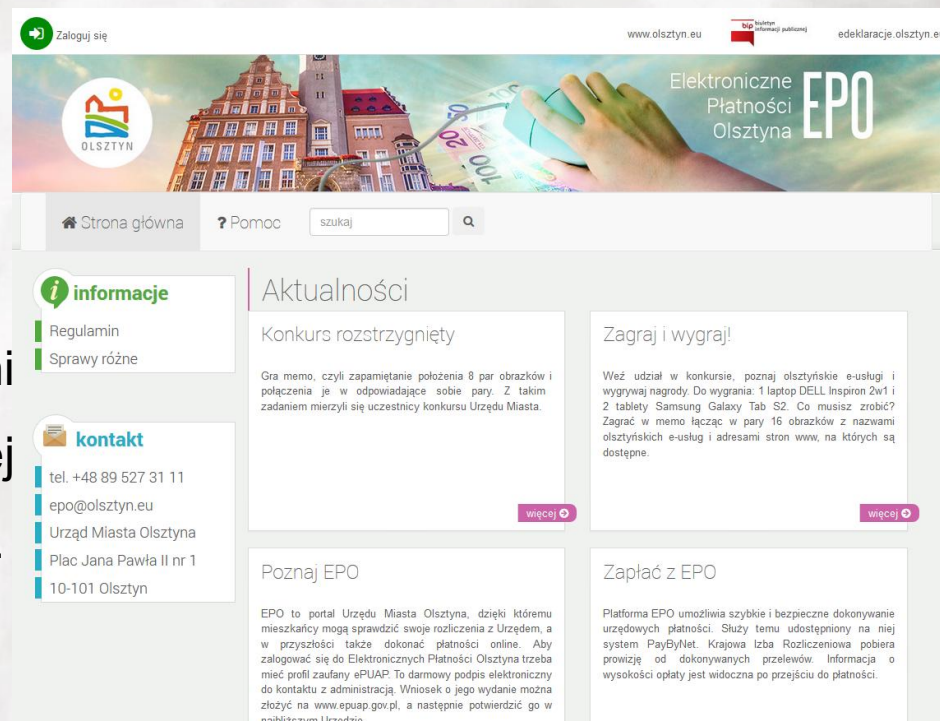 Zaloguj się
www.olsztyn.eu
bip biuletyn
informacji publicznej
edeklaracje.olsztyn.e
OLSZTYN
50
20
100
Elektroniczne
Płatności
Olsztyna
EPO
Strona główna
? Pomoc
szukaj
i informacje
Regulamin
Sprawy różne
kontakt
tel. +48 89 527 31 11
epo@olsztyn.eu
Urząd Miasta Olsztyna
Plac Jana Pawła II nr 1
10-101 Olsztyn
Aktualności
Konkurs rozstrzygnięty
Gra memo, czyli zapamiętanie położenia 8 par obrazków i
połączenia je w odpowiadające sobie pary. Z takim
zadaniem mierzyli się uczestnicy konkursu Urzędu Miasta.
więcej
Zagraj i wygraj!
Weź udział w konkursie, poznaj olsztyńskie e-usługi i
wygrywaj nagrody. Do wygrania: 1 laptop DELL Inspiron 2w1 i
2 tablety Samsung Galaxy Tab S2. Co musisz zrobić?
Zagrać w memo łącząc w pary 16 obrazków z nazwami
olsztyńskich e-usług i adresami stron www, na których są
dostępne.
więcej
Poznaj EPO
EPO to portal Urzędu Miasta Olsztyna, dzięki któremu
mieszkańcy mogą sprawdzić swoje rozliczenia z Urzędem, a
w przyszłości także dokonać płatności online. Aby
zalogować się do Elektronicznych Płatności Olsztyna trzeba
mieć profil zaufany ePUAP. To darmowy podpis elektroniczny
do kontaktu z administracją. Wniosek o jego wydanie można
złożyć na www.epuap.gov.pl, a następnie potwierdzić go w
najbliższym Urzędzie
Zapłać z EPO
Platforma EPO umożliwia szybkie i bezpieczne dokonywanie
urzędowych płatności. Służy temu udostępniony na niej
system PayByNet. Krajowa Izba Rozliczeniowa pobiera
prowizję od dokonywanych przelewów. Informacja o
wysokości opłaty jest widoczna po przejściu do płatności.